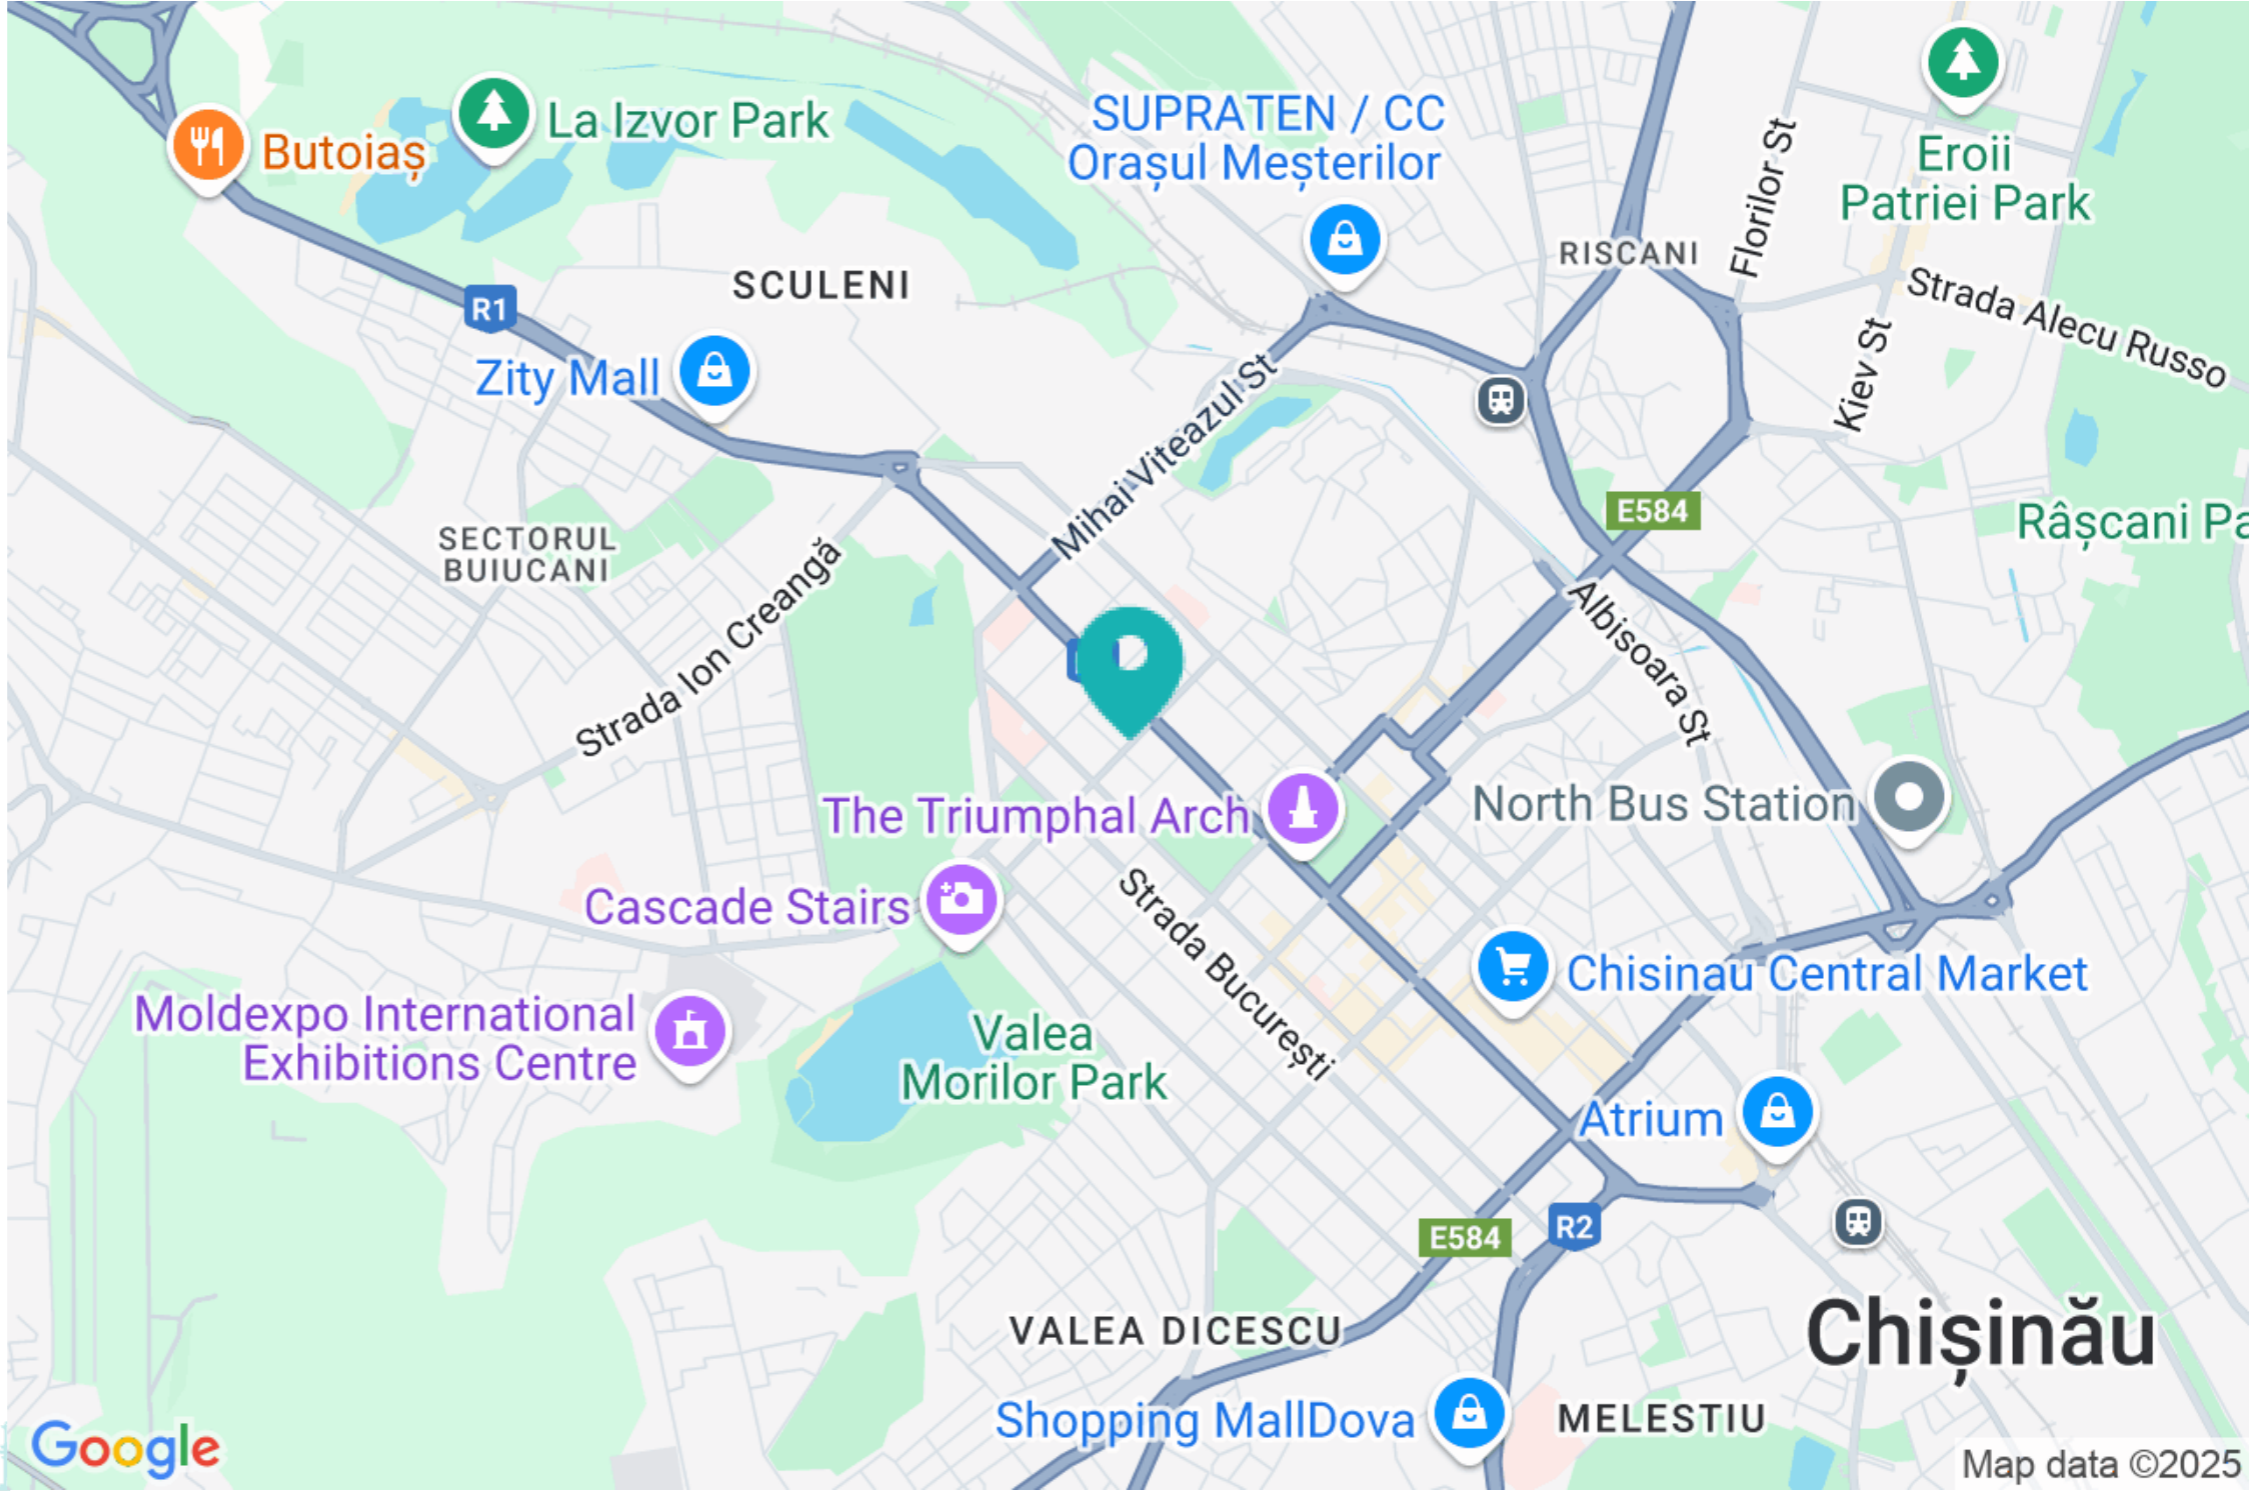 SUPRATEN / CC
Orașul Meșterilor
La Izvor Park
Butoiaș
Eroii
Patriei Park
Florilor St
RISCANI
SCULENI
R1
Strada Alecu Russo
Zity Mall
Kiev St
Mihai Viteazul St
E584
Râșcani Pa
SECTORUL
BUIUCANI
Strada Ion Creangă
Albisoara St
The Triumphal Arch
North Bus Station
Cascade Stairs
Strada București
Chisinau Central Market
Moldexpo International
Exhibitions Centre
Valea
Morilor Park
Atrium
E584
R2
VALEA DICESCU
Chișinău
Shopping MallDova
MELESTIU
Google
Map data ©2025